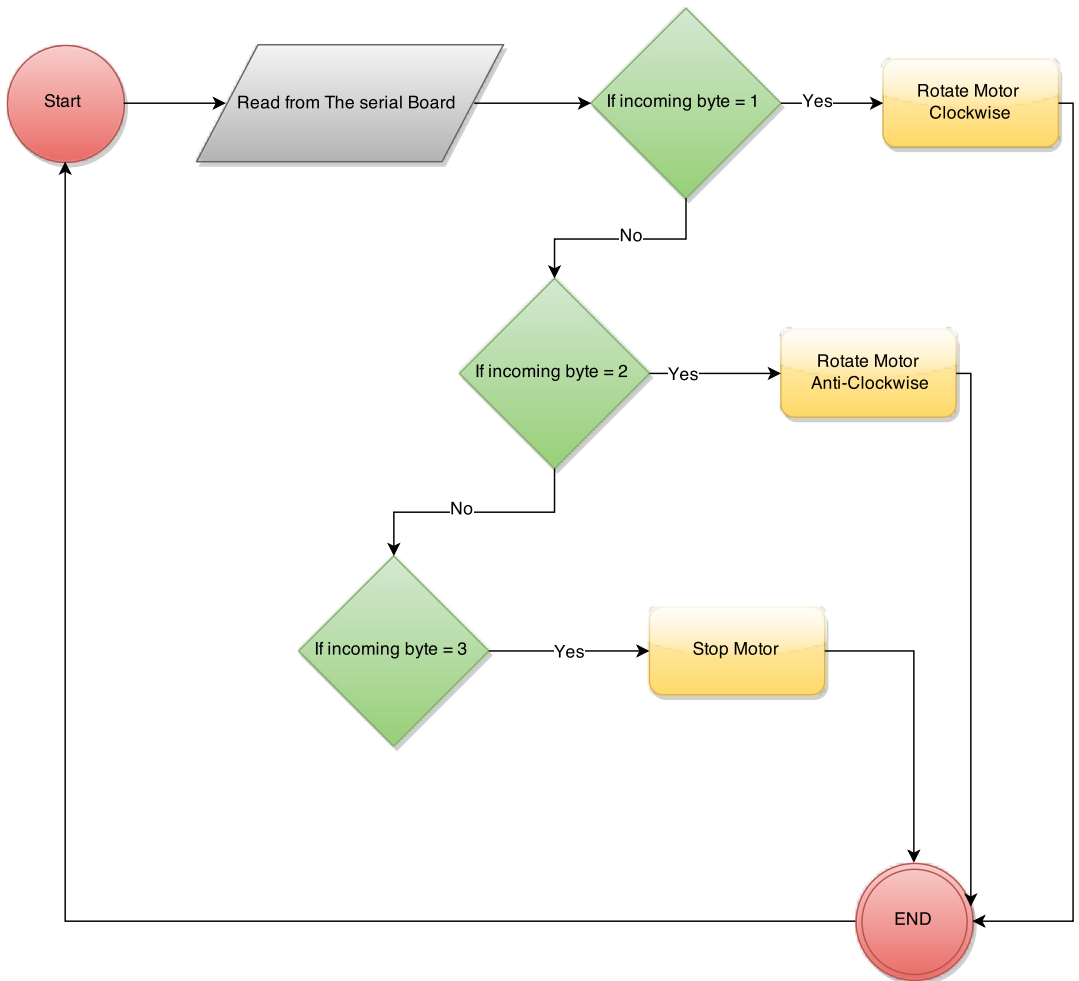 Start
Read from The serial Board
If incoming byte = 1
Yes
Rotate Motor
Clockwise
No
If incoming byte = 2
Yes
Rotate Motor
Anti-Clockwise
No
If incoming byte = 3
Yes
Stop Motor
END